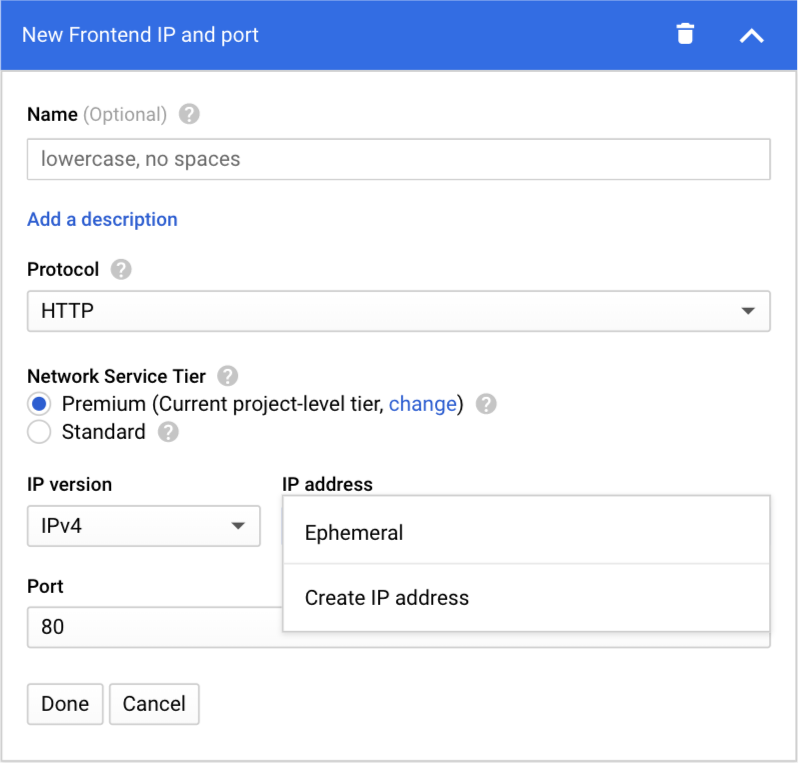 New Frontend IP and port
Name (Optional) ?
lowercase, no spaces
Add a description
Protocol ?
HTTP
Network Service Tier ?
Premium (Current project-level tier, change) ?
Standard ?
IP version IP address
IPv4 Ephemeral
Create IP address
Port
80
Done Cancel